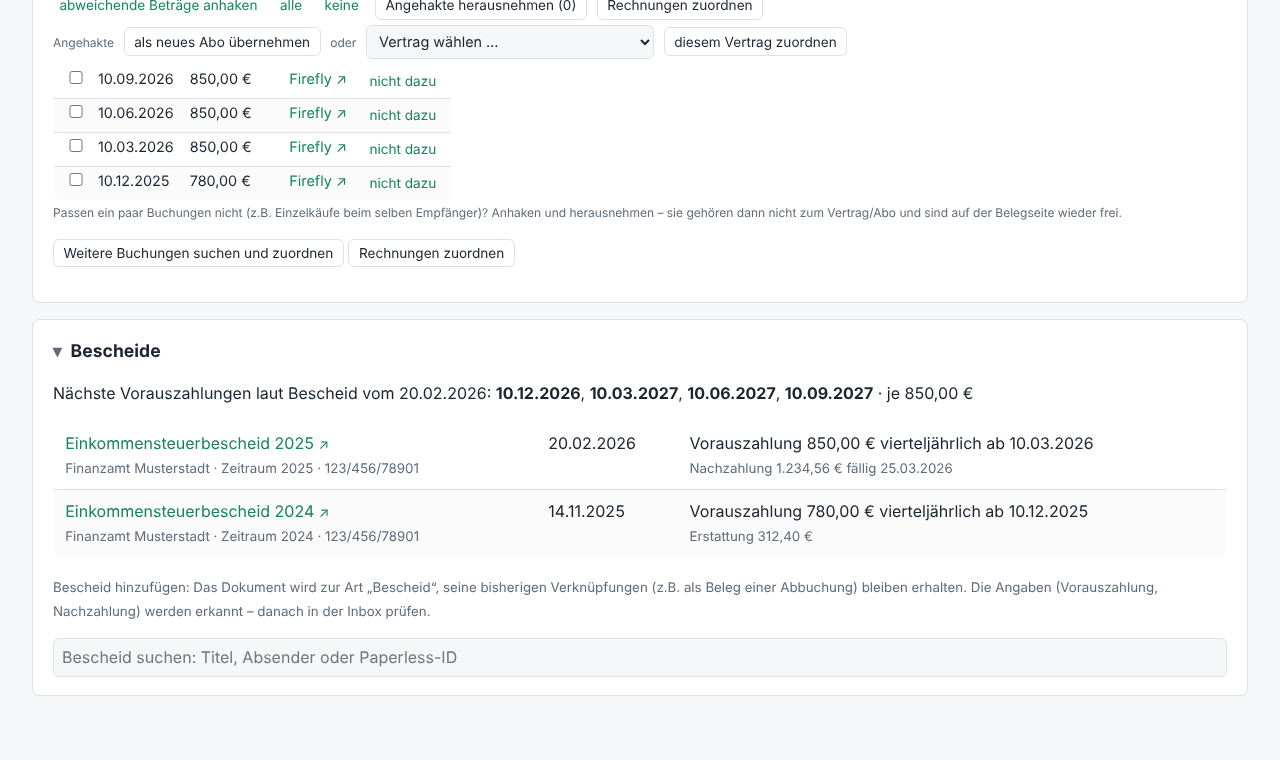 abweichende Beträge anhaken alle keine Angehakte herausnehmen (0) Rechnungen zuordnen
Angehakte als neues Abo übernehmen oder Vertrag wählen ... diesem Vertrag zuordnen
10.09.2026 850,00 € Firefly ↗ nicht dazu
10.06.2026 850,00 € Firefly ↗ nicht dazu
10.03.2026 850,00 € Firefly ↗ nicht dazu
10.12.2025 780,00 € Firefly ↗ nicht dazu
Passen ein paar Buchungen nicht (z.B. Einzelkäufe beim selben Empfänger)? Anhaken und herausnehmen – sie gehören dann nicht zum Vertrag/Abo und sind auf der Belegseite wieder frei.
Weitere Buchungen suchen und zuordnen Rechnungen zuordnen
▼ Bescheide
Nächste Vorauszahlungen laut Bescheid vom 20.02.2026: 10.12.2026, 10.03.2027, 10.06.2027, 10.09.2027 · je 850,00 €
Einkommensteuerbescheid 2025 ↗ 20.02.2026 Vorauszahlung 850,00 € vierteljährlich ab 10.03.2026
Finanzamt Musterstadt · Zeitraum 2025 · 123/456/78901 Nachzahlung 1.234,56 € fällig 25.03.2026
Einkommensteuerbescheid 2024 ↗ 14.11.2025 Vorauszahlung 780,00 € vierteljährlich ab 10.12.2025
Finanzamt Musterstadt · Zeitraum 2024 · 123/456/78901 Erstattung 312,40 €
Bescheid hinzufügen: Das Dokument wird zur Art „Bescheid“, seine bisherigen Verknüpfungen (z.B. als Beleg einer Abbuchung) bleiben erhalten. Die Angaben (Vorauszahlung,
Nachzahlung) werden erkannt – danach in der Inbox prüfen.
Bescheid suchen: Titel, Absender oder Paperless-ID